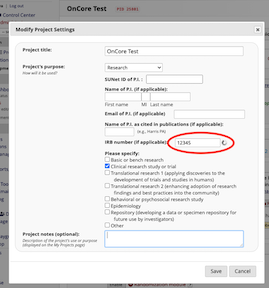 Log out
Control Center
OnCore Test
PID 23981
Modify Project Settings
Project title:
OnCore Test
Project's purpose:
How will it be used?
Research
SUNet ID of P.I. :
Name of P.I. (if applicable):
First name MI Last name
Email of P.I. (if applicable):
Name of P.I. as cited in publications (if applicable):
(e.g., Harris PA)
IRB number (if applicable):
12345
Please specify:
Basic or bench research
Clinical research study or trial
Translational research 1 (applying discoveries to the
development of trials and studies in humans)
Translational research 2 (enhancing adoption of research
findings and best practices into the community)
Behavioral or psychosocial research study
Epidemiology
Repository (developing a data or specimen repository for
future use by investigators)
Other
Project notes (optional):
Description of the project's use or purpose
(displayed on the My Projects page)
Save Cancel